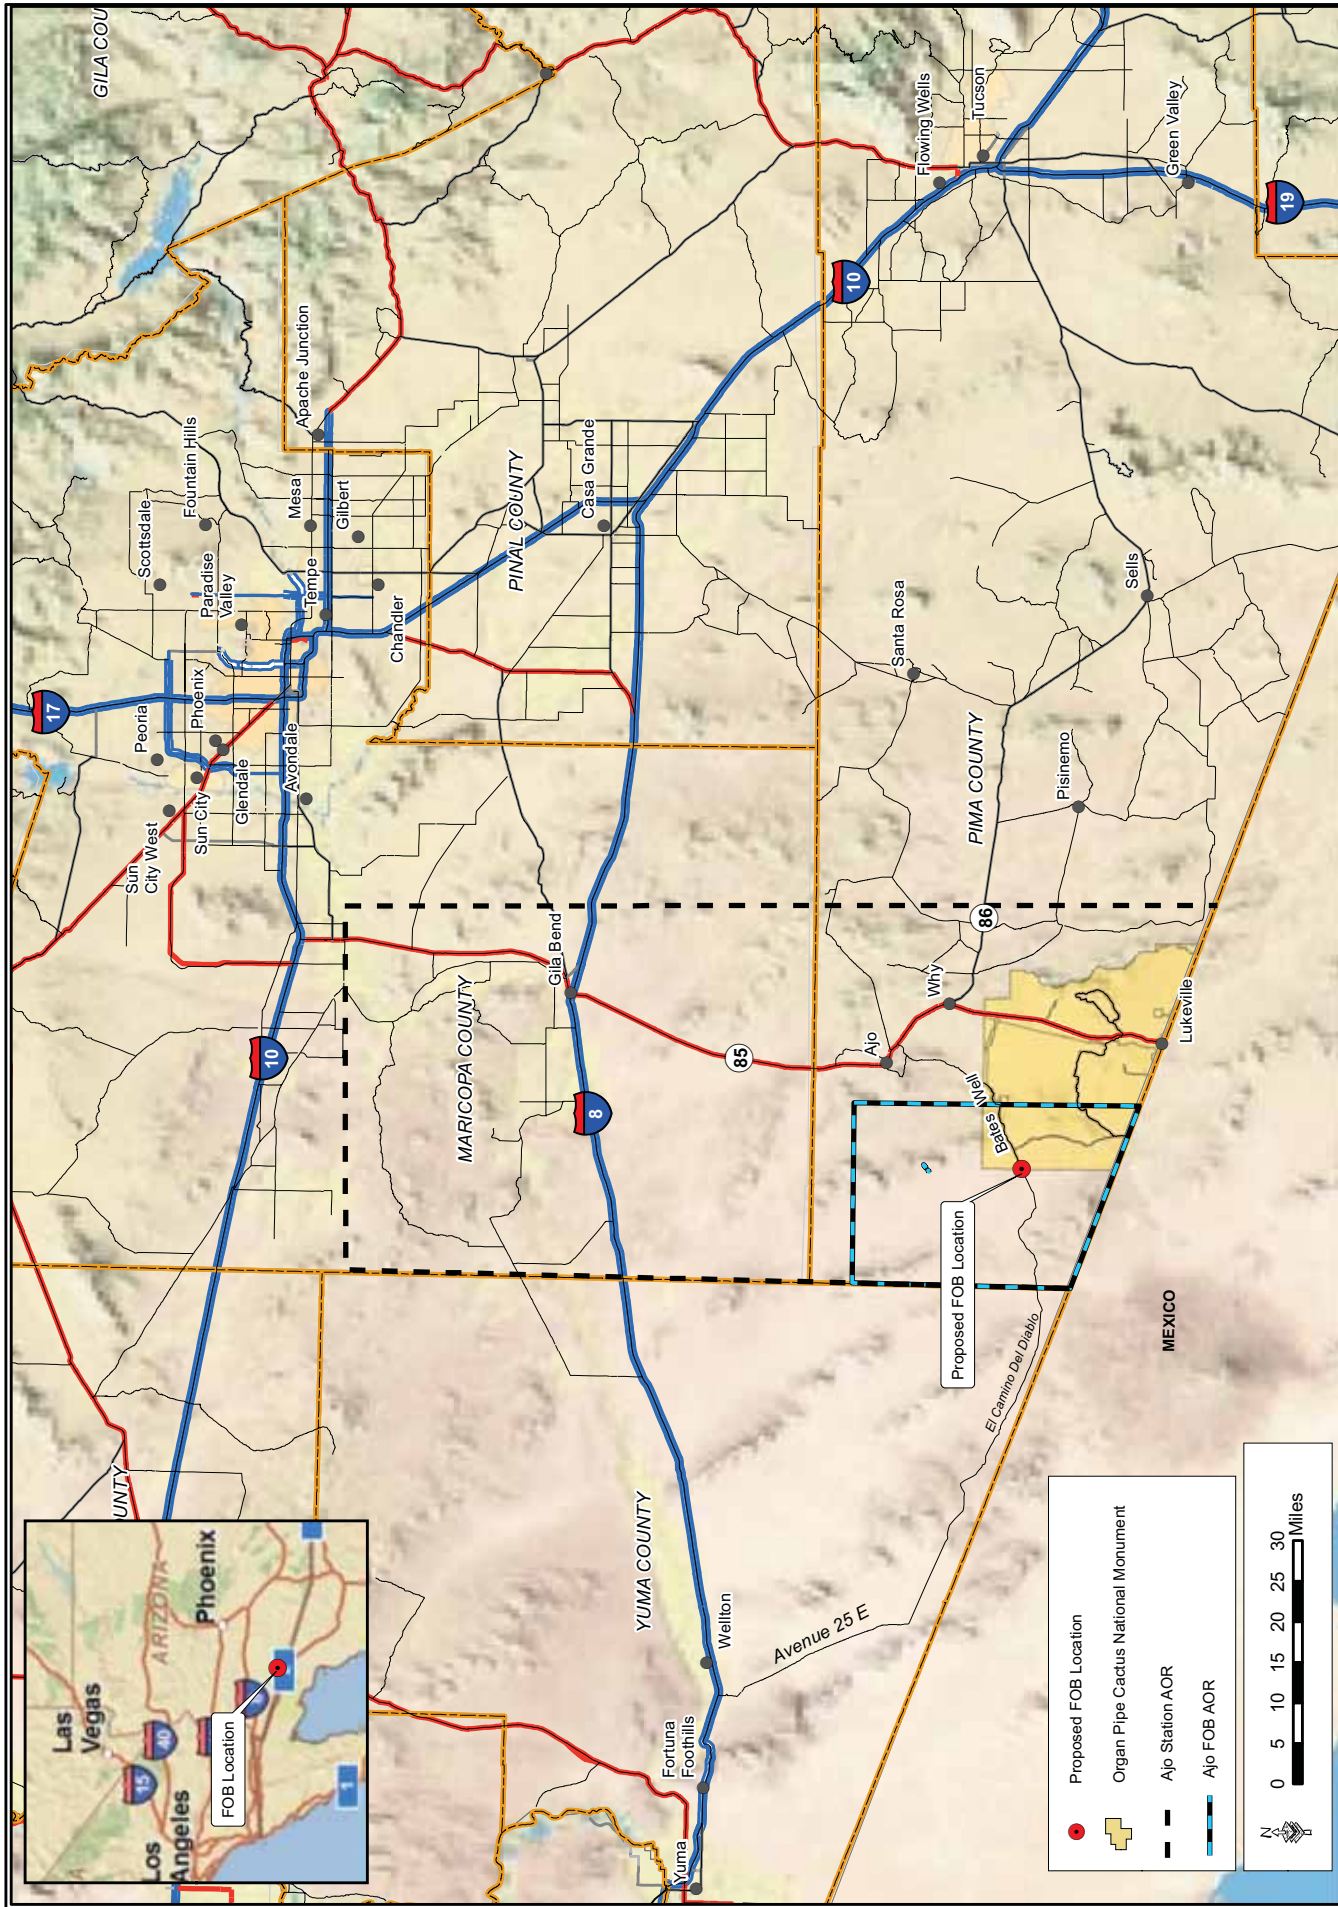 GILA COU
17
Peoria
Scottsdale
Fountain Hills
Paradise
Valley
Phoenix
Sun
City West
Sun City
Glendale
Avondale
Tempe
Mesa
Gilbert
Apache Junction
Chandler
10
MARICOPA COUNTY
PINAL COUNTY
Casa Grande
Gila Bend
8
10
85
Flowing Wells
Tucson
Green Valley
19
Santa Rosa
Sells
PIMA COUNTY
Pisinemo
86
Why
Ajo
Lukeville
Bates Well
Proposed FOB Location
El Camino Del Diablo
MEXICO
YUMA COUNTY
Wellton
Avenue 25 E
Fortuna
Foothills
Yuma
OUNTY
Las
Vegas
ARIZONA
Phoenix
15
40
Los
Angeles
FOB Location
1
Proposed FOB Location
Organ Pipe Cactus National Monument
Ajo Station AOR
Ajo FOB AOR
N
0 5 10 15 20 25 30
Miles